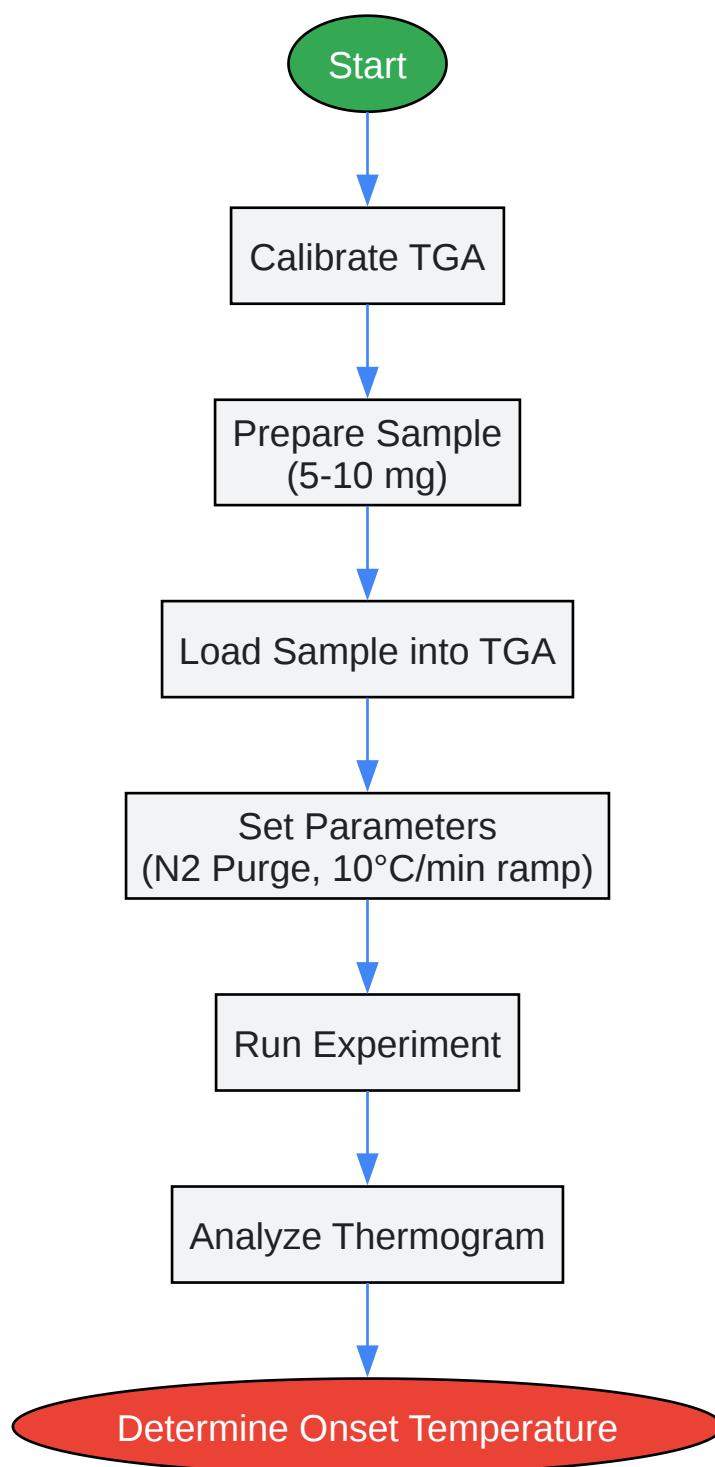 Start
Calibrate TGA
Prepare Sample
(5-10 mg)
Load Sample into TGA
Set Parameters
(N2 Purge, 10°C/min ramp)
Run Experiment
Analyze Thermogram
Determine Onset Temperature